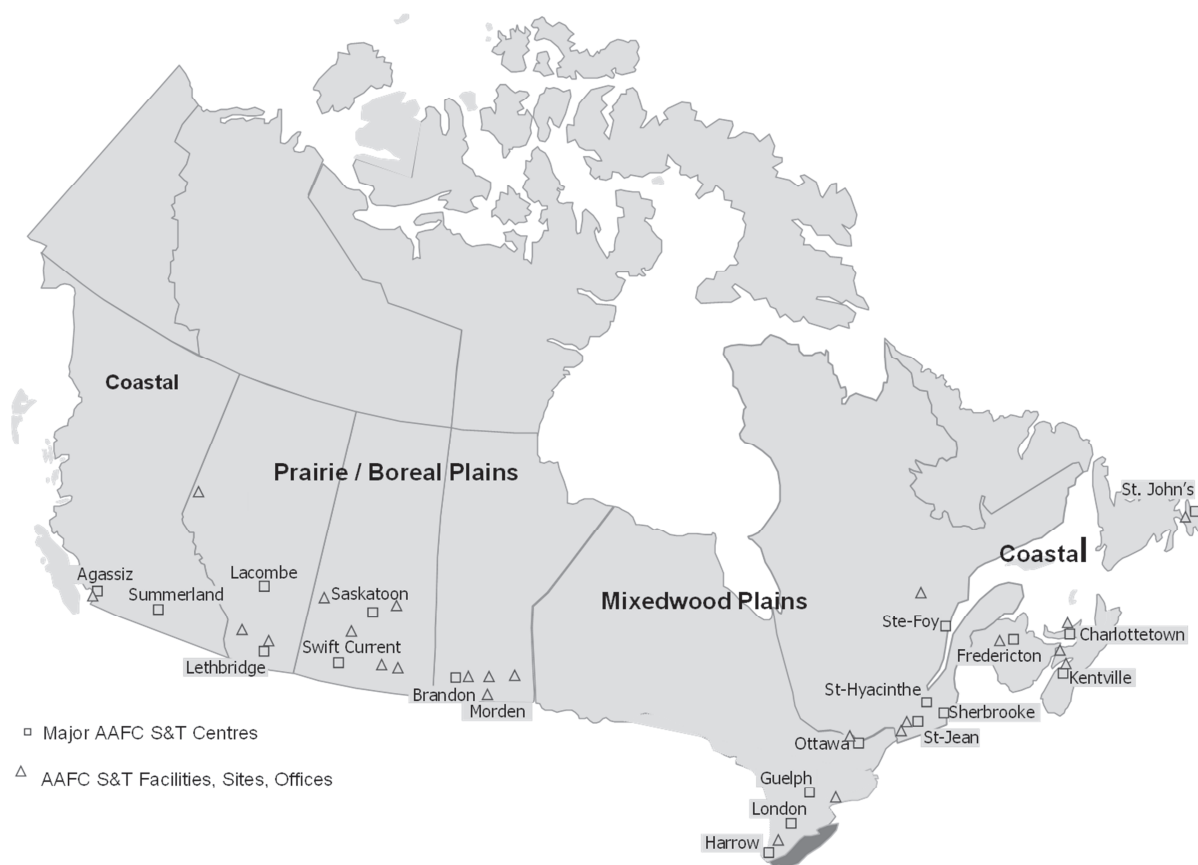 Coastal
Prairie / Boreal Plains
St. John's
Coastal
Agassiz
Lacombe
Summerland
Saskatoon
Mixedwood Plains
Ste-Foy
Charlottetown
Swift Current
Fredericton
Lethbridge
Kentville
Brandon
St-Hyacinthe
Morden
Sherbrooke
Major AAFC S&T Centres
Ottawa
St-Jean
AAFC S&T Facilities, Sites, Offices
Guelph
London
Harrow